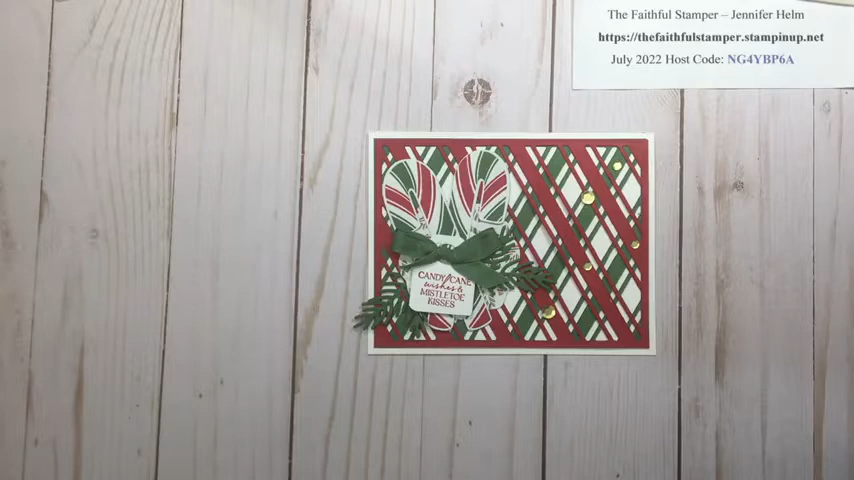 The Faithful Stamper – Jennifer Helm
https://thefaithfulstamper.stampinup.net
July 2022 Host Code: NG4YBP6A
CANDY CANE
wishes &
MISTLETOE
KISSES